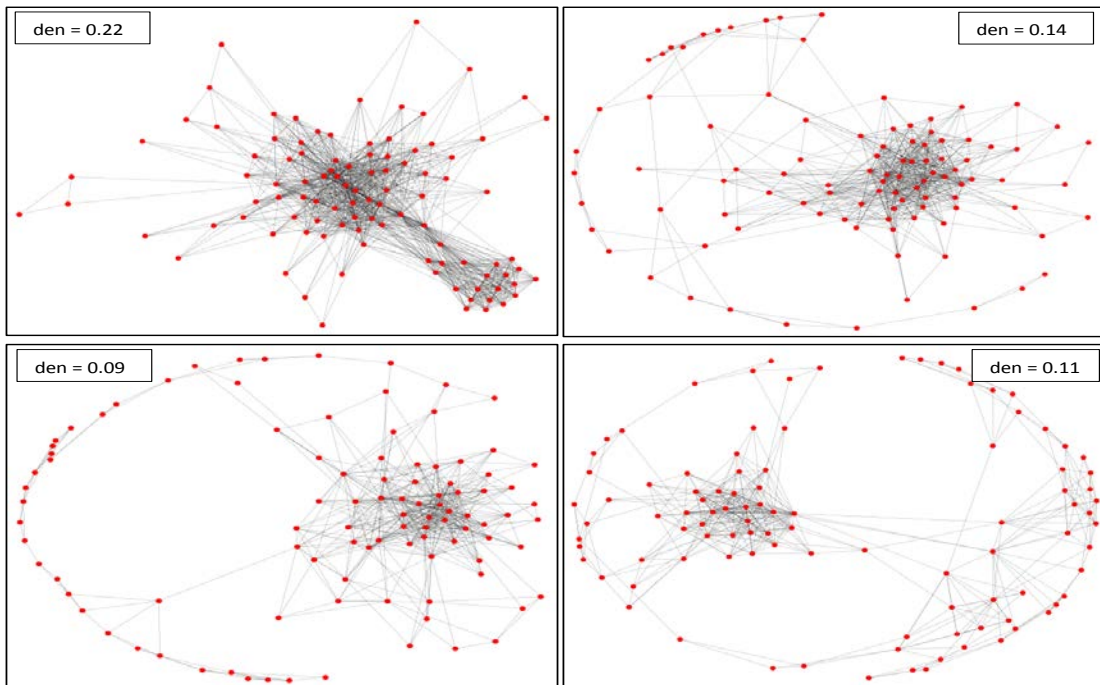 den = 0.22
den = 0.14
den = 0.09
den = 0.11